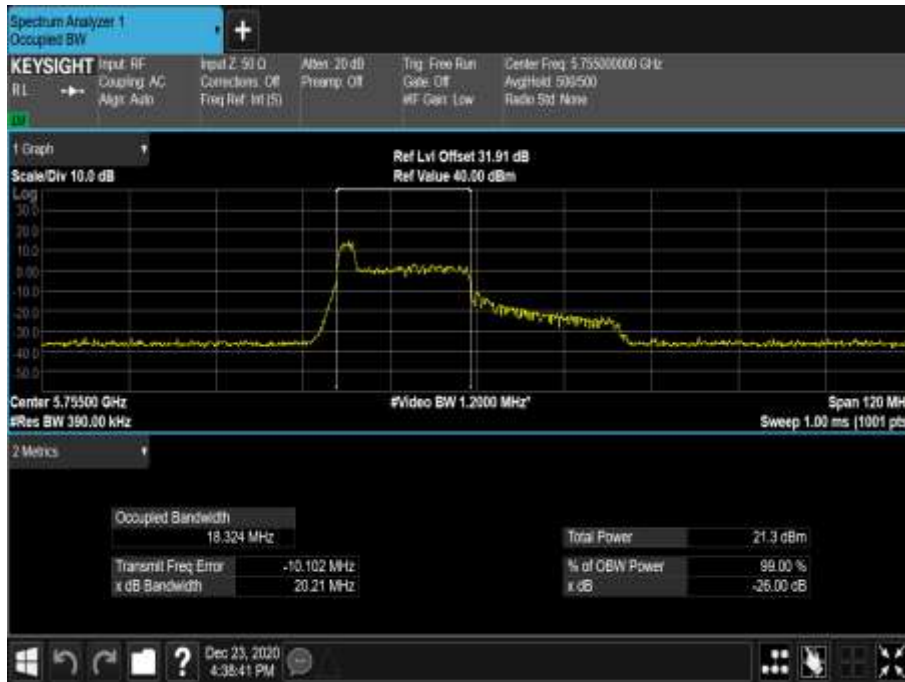 Spectrum Analyzer 1
Occupied BW
+
KEYSIGHT Input: RF Input Z: 50 Ω Atten: 20 dB Trig: Free Run Center Freq: 5.755000000 GHz
RL Coupling: AC Corrections: Off Preamp: Off Gate: Off Avg|Hold: 500/500
Align: Auto Freq Ref: Int (S) #IF Gain: Low Radio Std: None
1 Graph
Ref Lvl Offset 31.91 dB
Scale/Div 10.0 dB Ref Value 40.00 dBm
Log
30.0
20.0
10.0
0.00
-10.0
-20.0
-30.0
-40.0
-50.0
Center 5.75500 GHz #Video BW 1.2000 MHz* Span 120 MH
#Res BW 390.00 kHz Sweep 1.00 ms (1001 pts
2 Metrics
Occupied Bandwidth
18.324 MHz Total Power 21.3 dBm
Transmit Freq Error -10.102 MHz % of OBW Power 99.00 %
x dB Bandwidth 20.21 MHz x dB -26.00 dB
? Dec 23, 2020
4:38:41 PM